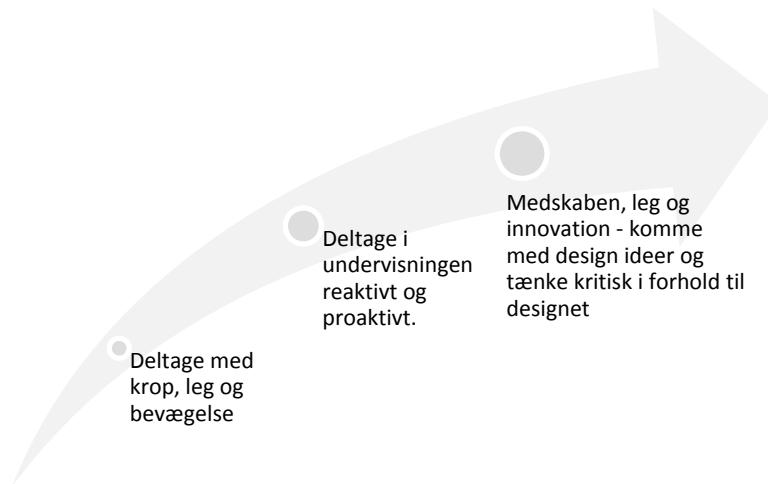 Medskaben, leg og
innovation - komme
med design ideer og
tænke kritisk i forhold til
designet
Deltage i
undervisningen
reaktivt og
proaktivt.
Deltage med
krop, leg og
bevægelse